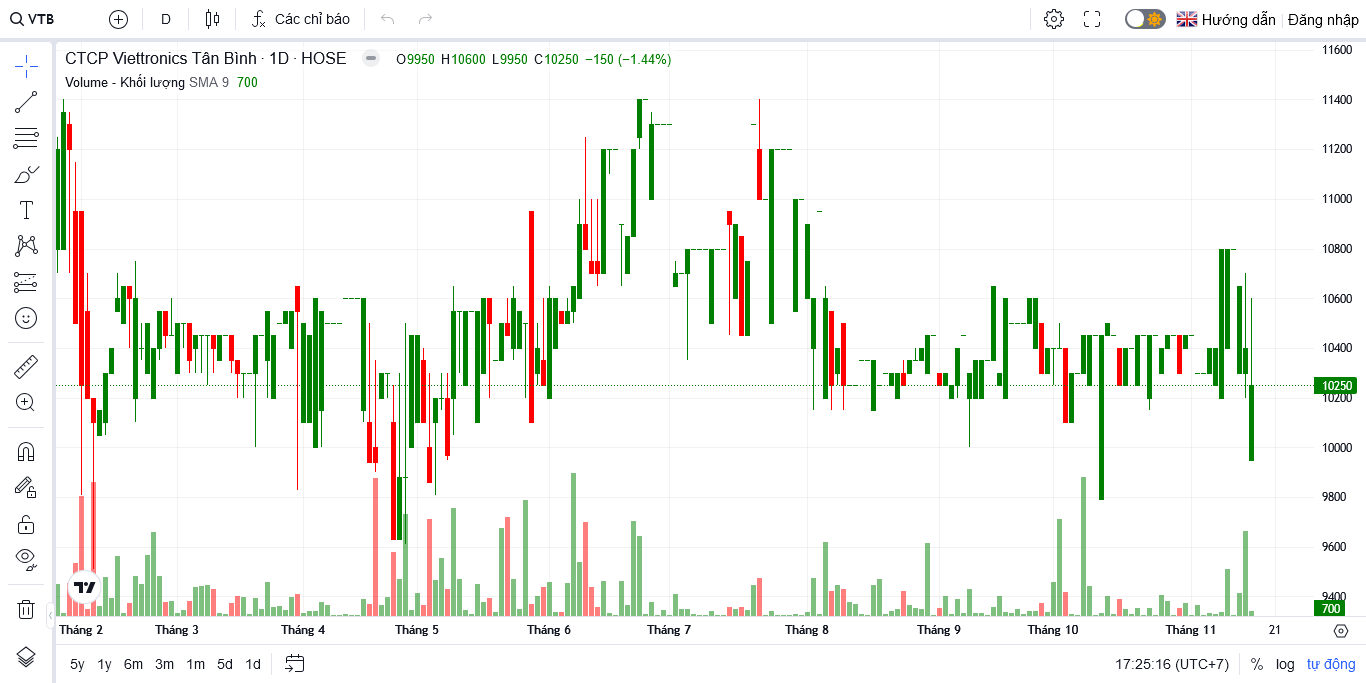 VTB D Các chỉ báo Hướng dẫn Đăng nhập
CTCP Viettronics Tân Bình · 1D · HOSE O9950 H10600 L9950 C10250 −150 (−1.44%)
Volume - Khối lượng SMA 9 700
11600
11400
11200
11000
10800
10600
10400
10250
10200
10000
9800
9600
9400
700
Tháng 2 Tháng 3 Tháng 4 Tháng 5 Tháng 6 Tháng 7 Tháng 8 Tháng 9 Tháng 10 Tháng 11 21
5y 1y 6m 3m 1m 5d 1d 17:25:16 (UTC+7) % log tự động